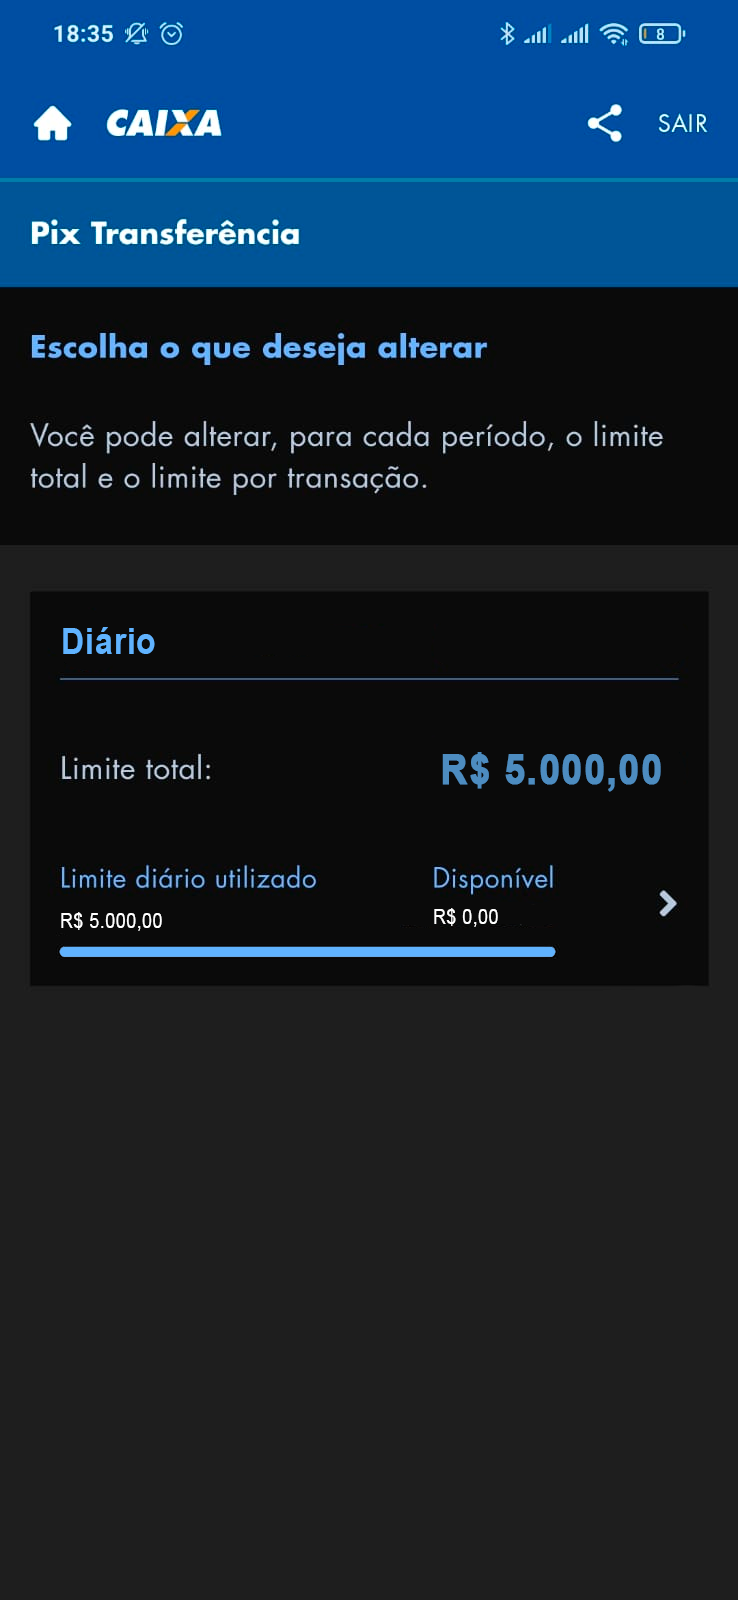 18:35
8
CAIXA
SAIR
Pix Transferência
Escolha o que deseja alterar
Você pode alterar, para cada período, o limite
total e o limite por transação.
Diário
Limite total: R$ 5.000,00
Limite diário utilizado Disponível
R$ 5.000,00 R$ 0,00